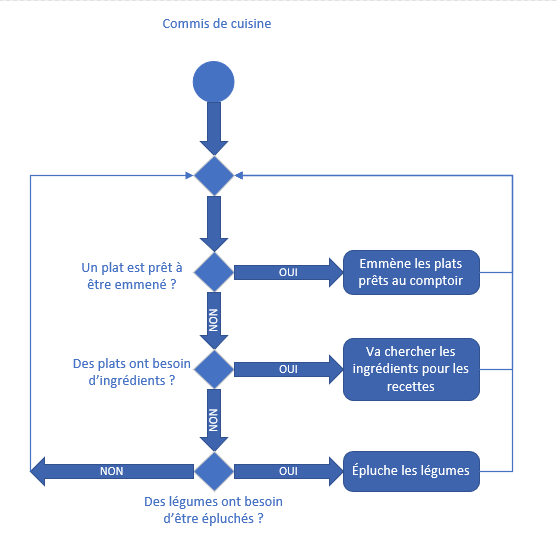 Commis de cuisine
Un plat est prêt à
être emmené ?
OUI
Emmène les plats
prêts au comptoir
NON
Des plats ont besoin
d'ingrédients ?
OUI
Va chercher les
ingrédients pour les
recettes
NON
NON
OUI
Épluche les légumes
Des légumes ont besoin
d'être épluchés ?